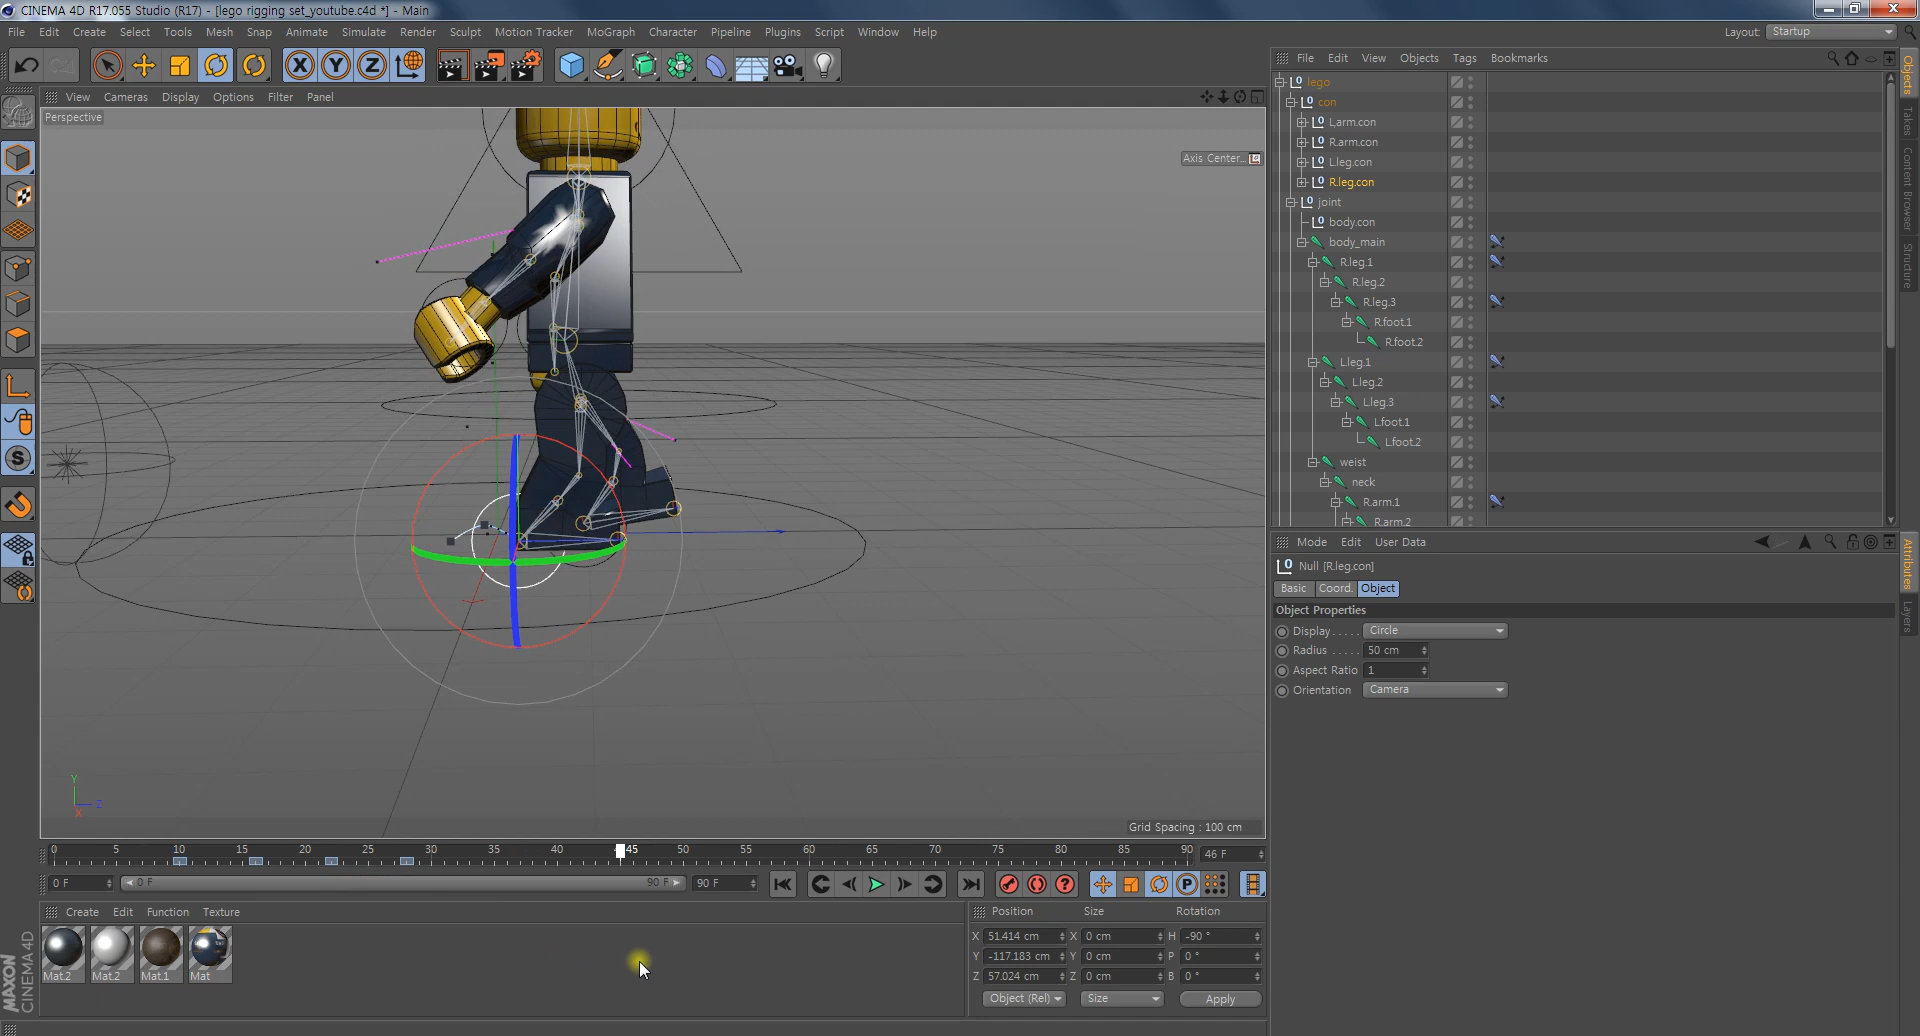 CINEMA 4D R17.055 Studio (R17) - [lego rigging set_youtube.c4d *] - Main
File Edit Create Select Tools Mesh Snap Animate Simulate Render Sculpt Motion Tracker MoGraph Character Pipeline Plugins Script Window Help
Layout: Startup
File Edit View Objects Tags Bookmarks
View Cameras Display Options Filter Panel
Perspective
Axis Center...
lego
con
L,arm.con
R.arm.con
L.leg.con
R.leg.con
joint
body.con
body_main
R.leg.1
R.leg.2
R.leg.3
R.foot.1
R.foot.2
L.leg.1
L.leg.2
L.leg.3
L.foot.1
L.foot.2
weist
neck
R.arm.1
R.arm.2
Objects
Takes
Content Browser
Structure
Mode Edit User Data
Null [R.leg.con]
Basic Coord. Object
Object Properties
Display..... Circle
Radius ..... 50 cm
Aspect Ratio 1
Orientation Camera
Attributes
Layers
Y
Z
X
Grid Spacing : 100 cm
0 5 10 15 20 25 30 35 40 45 50 55 60 65 70 75 80 85 90 46 F
0 F 0 F 90 F 90 F
Create Edit Function Texture
Mat.2 Mat.2 Mat.1 Mat
Position Size Rotation
X 51.414 cm X 0 cm H -90 °
Y -117.183 cm Y 0 cm P 0 °
Z 57.024 cm Z 0 cm B 0 °
Object (Rel) Size Apply
MAXON
CINEMA 4D